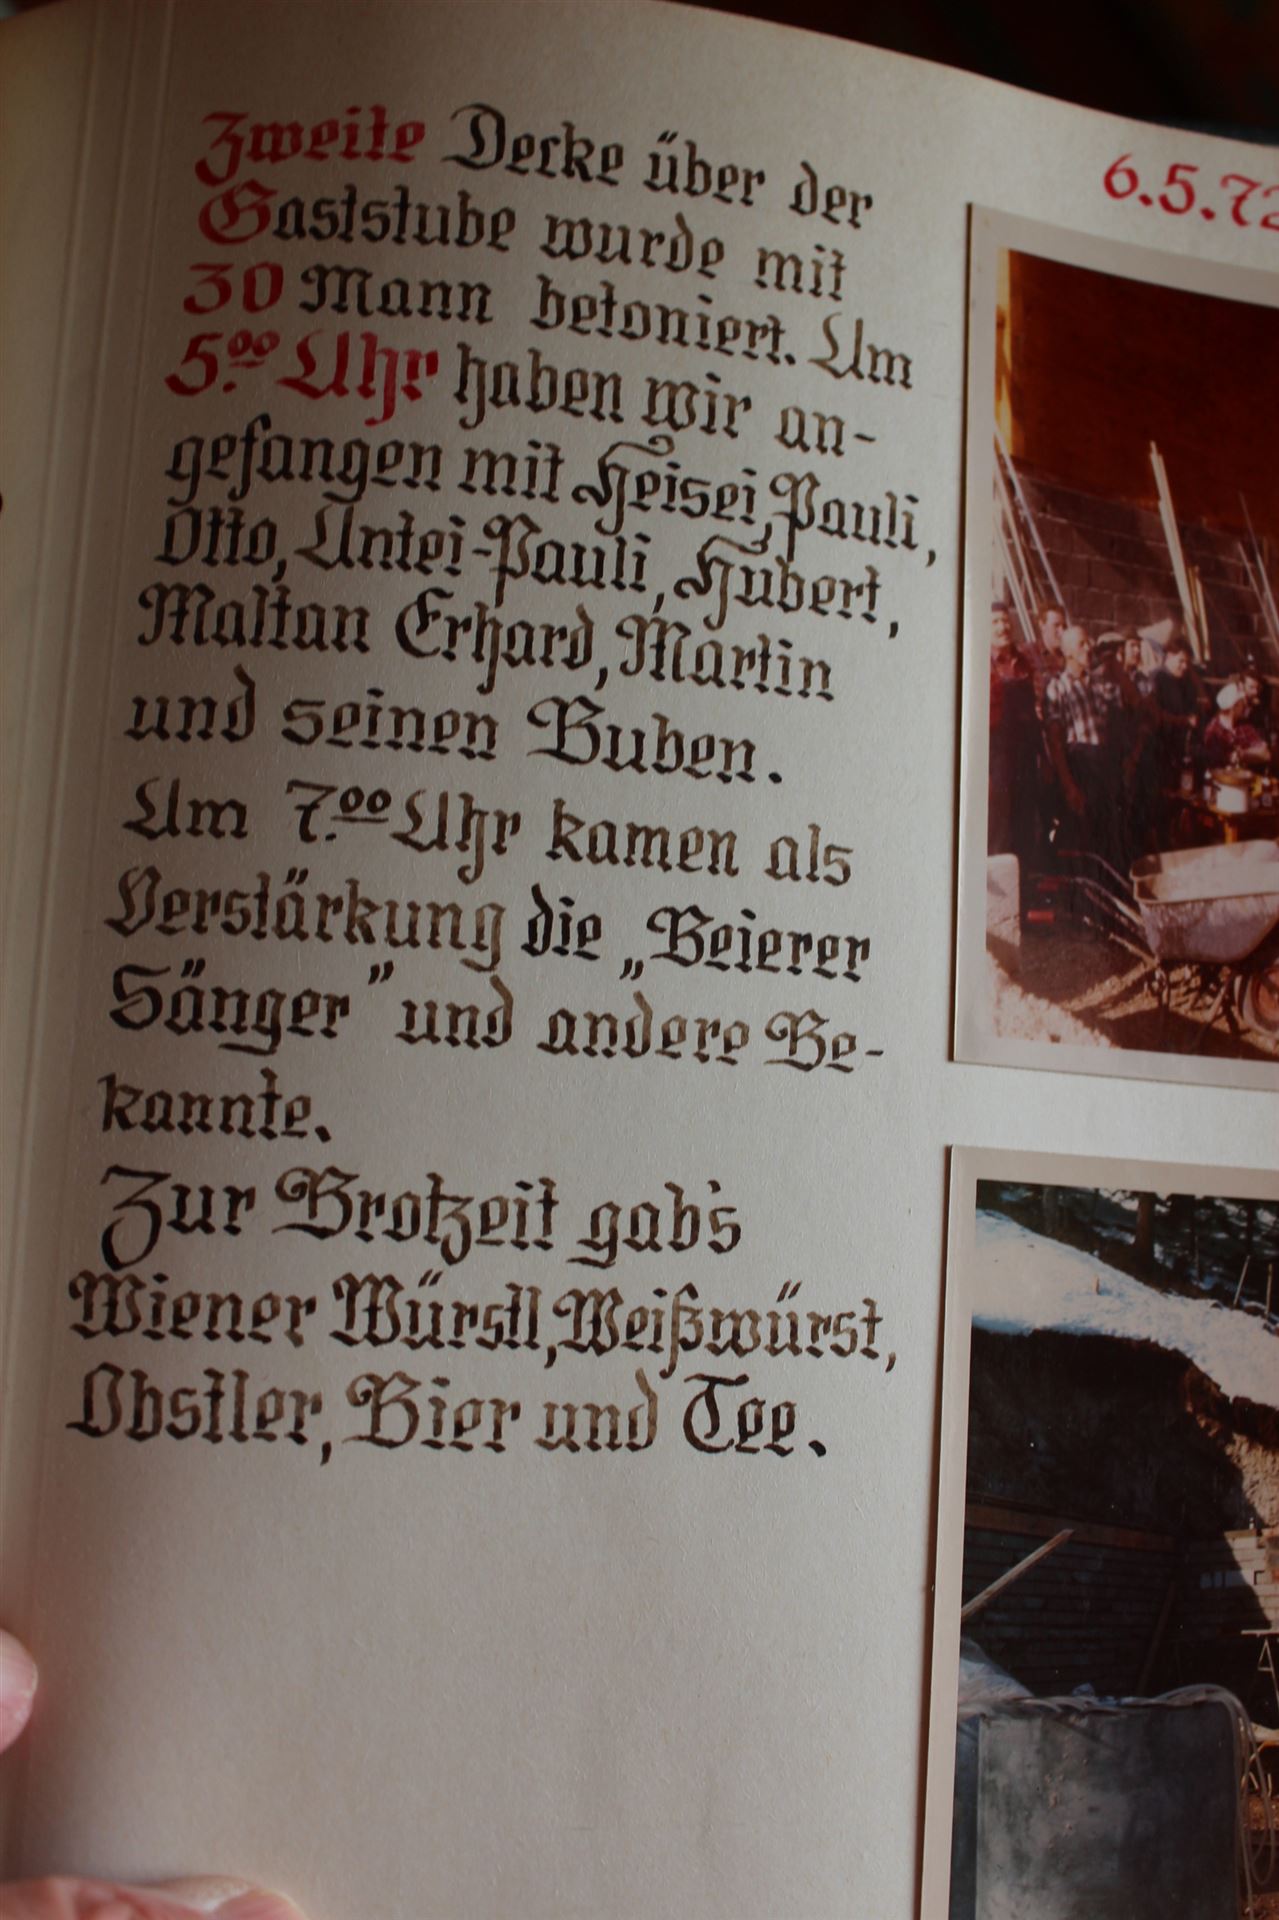 Zweite Decke über der
Gaststube wurde mit
30 Mann betoniert. Um
5.00 Uhr haben wir an-
gefangen mit Heisei, Pauli,
Otto, Untei-Pauli, Hubert,
Maltan Erhard, Martin
und seinen Buben.
Um 7.00 Uhr kamen als
Verstärkung die „Beierer
Sänger" und andere Be-
kannte.
Zur Brotzeit gab's
Wiener Würstl, Weißwürst,
Obstler, Bier und Tee.
6.5.72